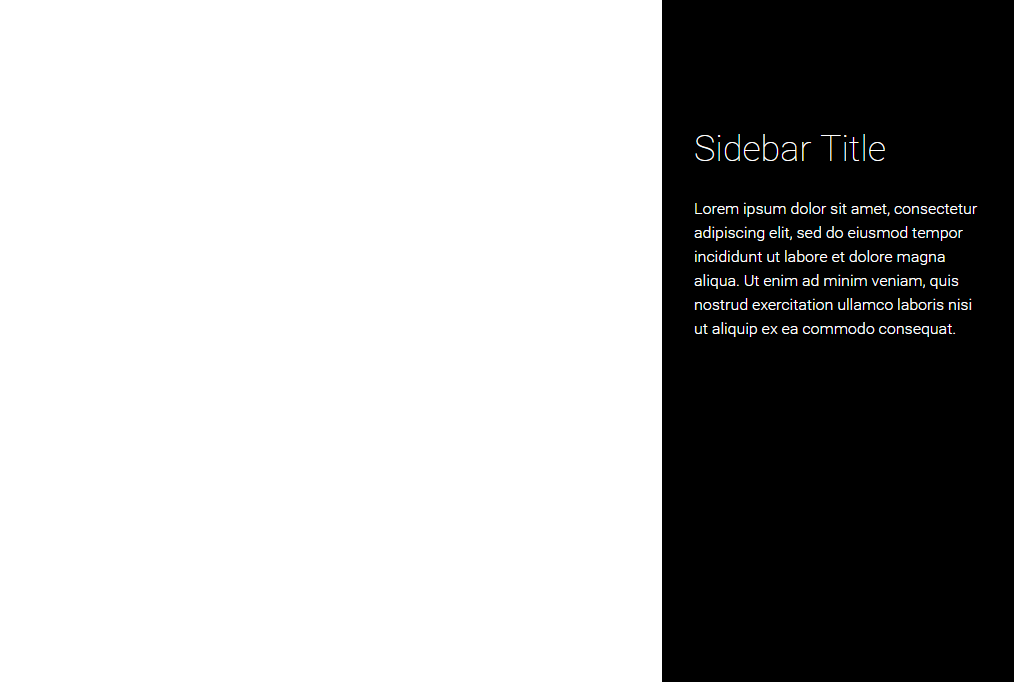 Sidebar Title
Lorem ipsum dolor sit amet, consectetur
adipiscing elit, sed do eiusmod tempor
incididunt ut labore et dolore magna
aliqua. Ut enim ad minim veniam, quis
nostrud exercitation ullamco laboris nisi
ut aliquip ex ea commodo consequat.